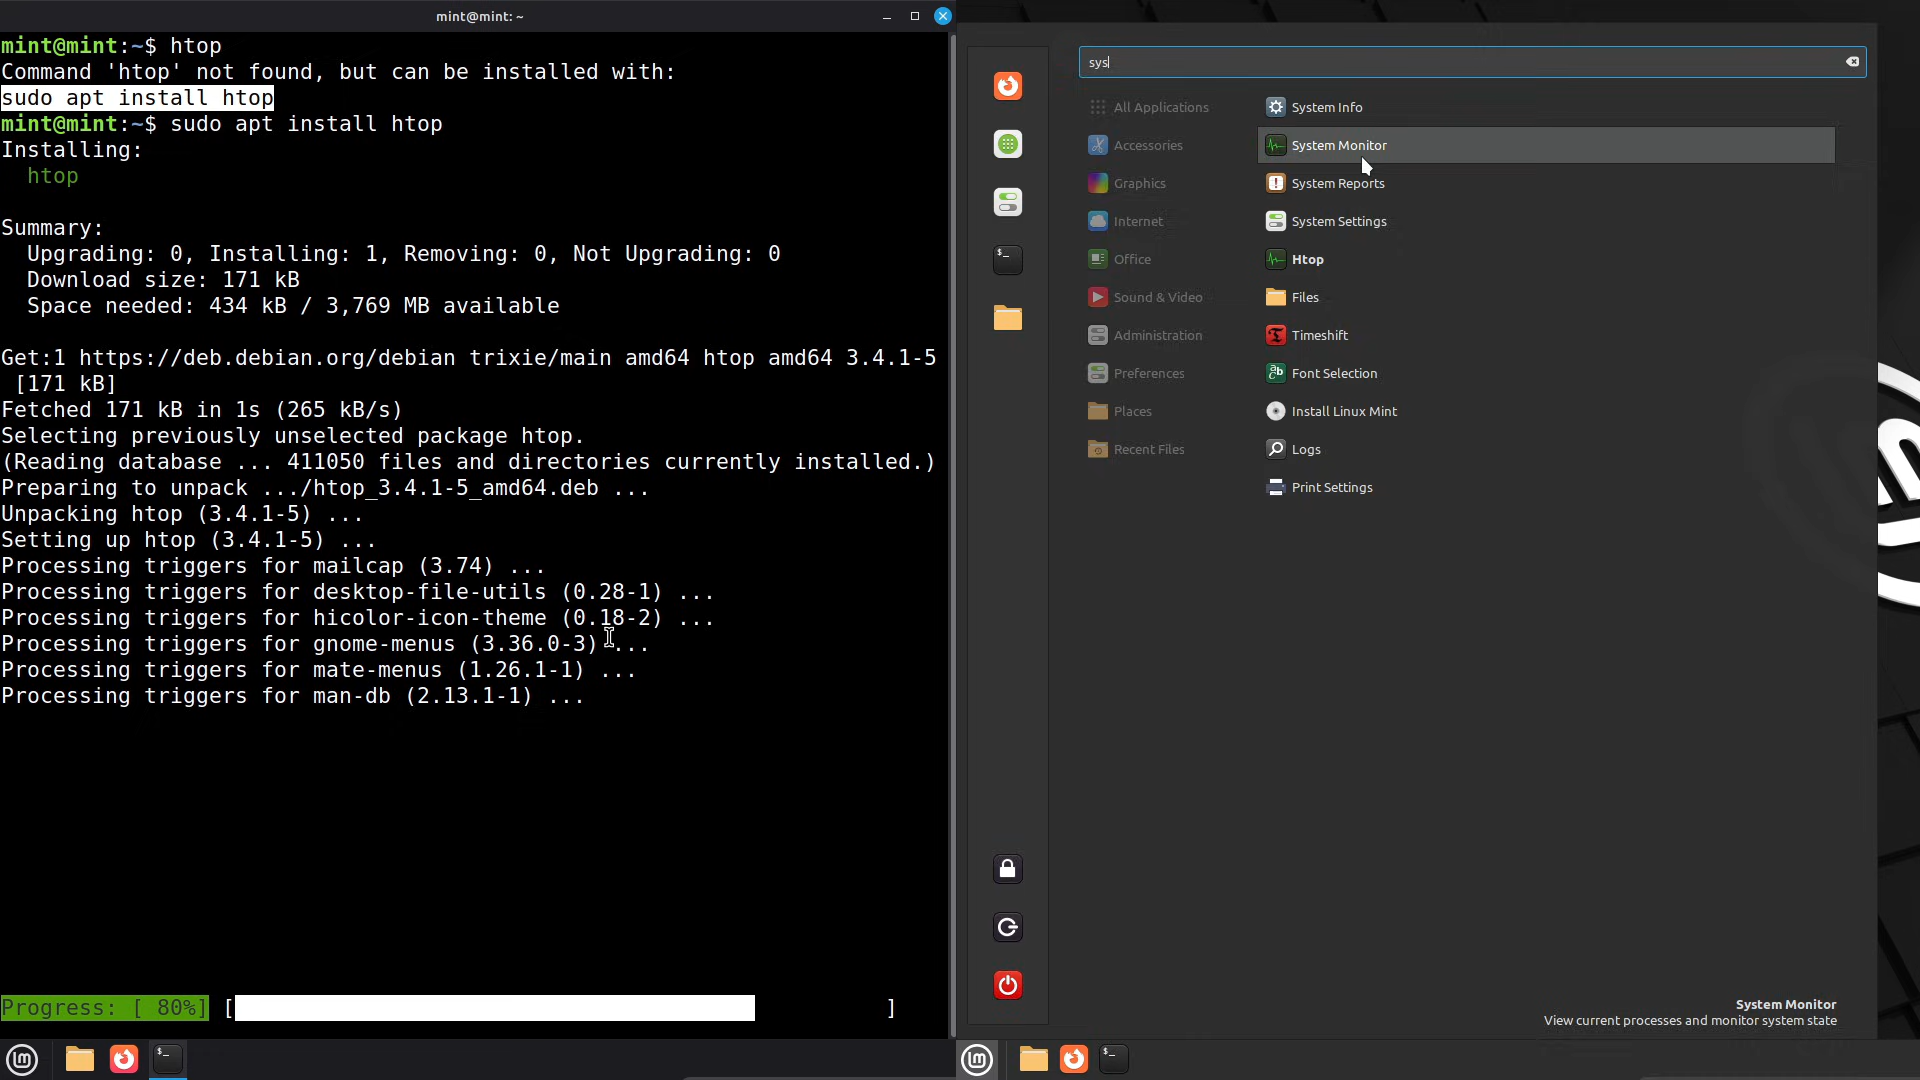 mint@mint: ~
mint@mint:~$ htop
Command 'htop' not found, but can be installed with:
sudo apt install htop
mint@mint:~$ sudo apt install htop
Installing:
  htop
Summary:
  Upgrading: 0, Installing: 1, Removing: 0, Not Upgrading: 0
  Download size: 171 kB
  Space needed: 434 kB / 3,769 MB available
Get:1 https://deb.debian.org/debian trixie/main amd64 htop amd64 3.4.1-5
 [171 kB]
Fetched 171 kB in 1s (265 kB/s)
Selecting previously unselected package htop.
(Reading database ... 411050 files and directories currently installed.)
Preparing to unpack .../htop_3.4.1-5_amd64.deb ...
Unpacking htop (3.4.1-5) ...
Setting up htop (3.4.1-5) ...
Processing triggers for mailcap (3.74) ...
Processing triggers for desktop-file-utils (0.28-1) ...
Processing triggers for hicolor-icon-theme (0.18-2) ...
Processing triggers for gnome-menus (3.36.0-3) ...
Processing triggers for mate-menus (1.26.1-1) ...
Processing triggers for man-db (2.13.1-1) ...
Progress: [ 80%] [ ]
sys
All Applications
Accessories
Graphics
Internet
Office
Sound & Video
Administration
Preferences
Places
Recent Files
System Info
System Monitor
System Reports
System Settings
Htop
Files
Timeshift
Font Selection
Install Linux Mint
Logs
Print Settings
System Monitor
View current processes and monitor system state